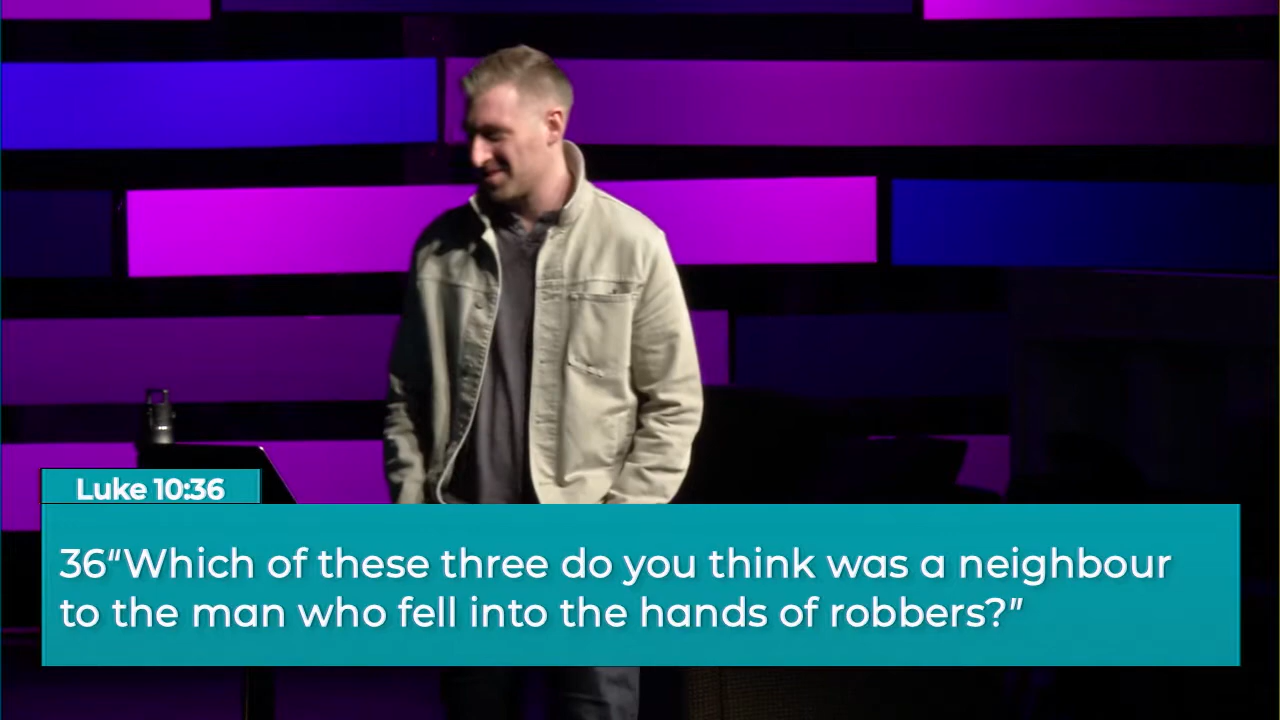 Luke 10:36
36"Which of these three do you think was a neighbour
to the man who fell into the hands of robbers?"